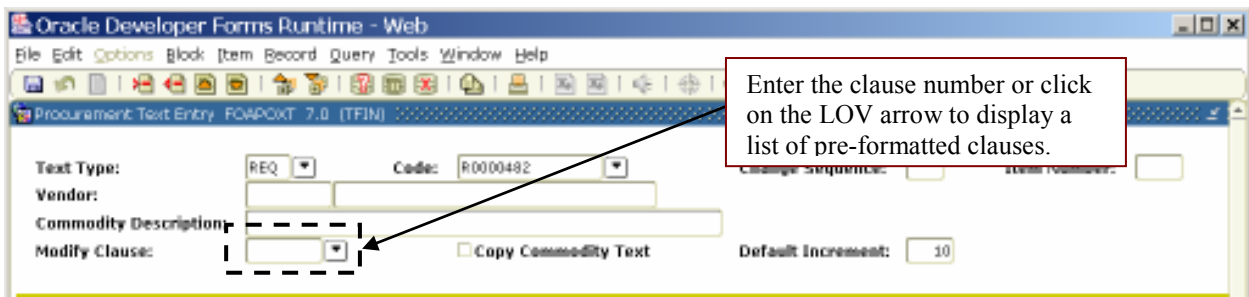 Oracle Developer Forms Runtime - Web
File Edit Options Block Item Record Query Tools Window Help
Enter the clause number or click
on the LOV arrow to display a
list of pre-formatted clauses.
Procurement Text Entry FOAPOXT 7.0 (TFIN)
Text Type: REQ Code: R0000482 Change Sequence: Item Number:
Vendor:
Commodity Description:
Modify Clause: Copy Commodity Text Default Increment: 10